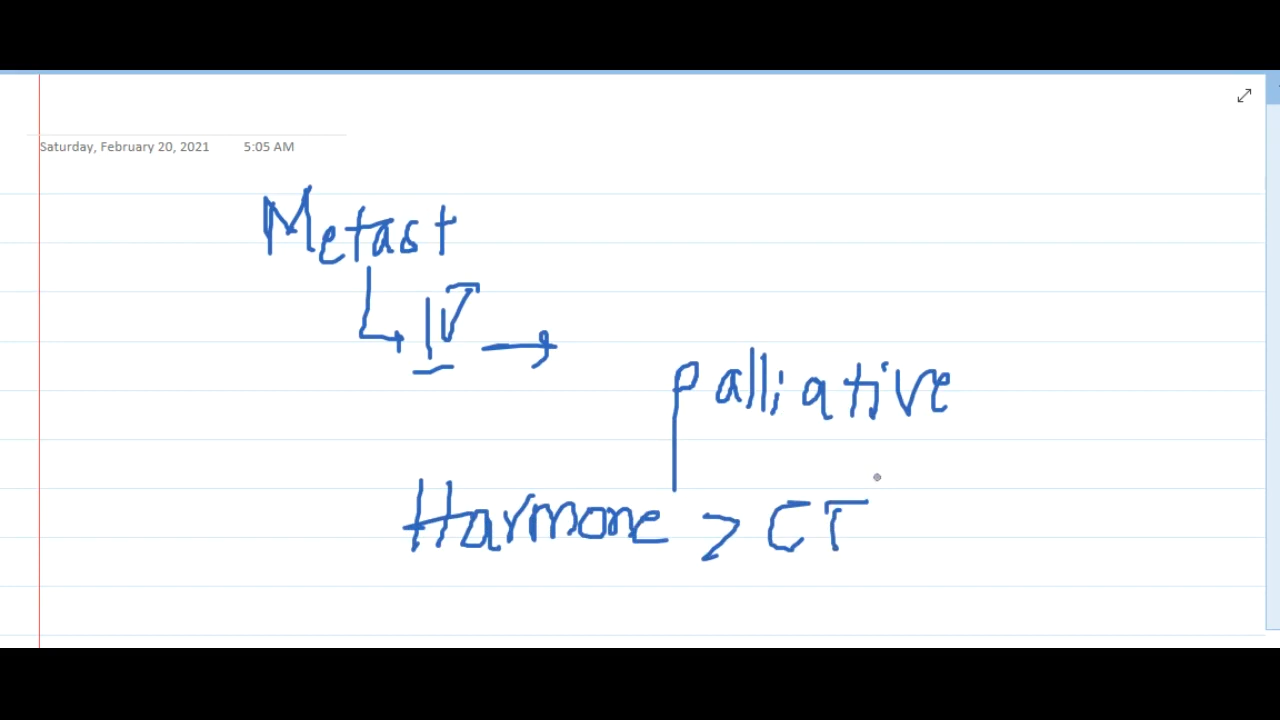 Saturday, February 20, 2021 5:05 AM
Metast
IV
Palliative
Harmone > CT